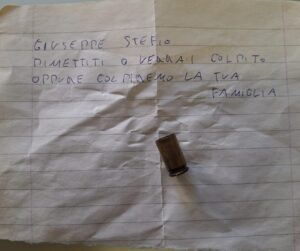 GIUSEPPE STEFIO
DIMETTITI O VERRAI COLPITO
OPPURE COLPIREMO LA TUA
FAMIGLIA